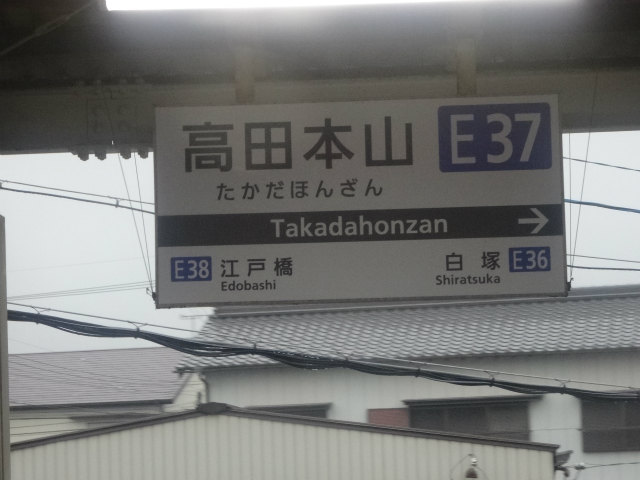 高田本山 E37
たかだほんざん
Takadahonzan →
E38 江戸橋 白塚 E36
Edobashi Shiratsuka